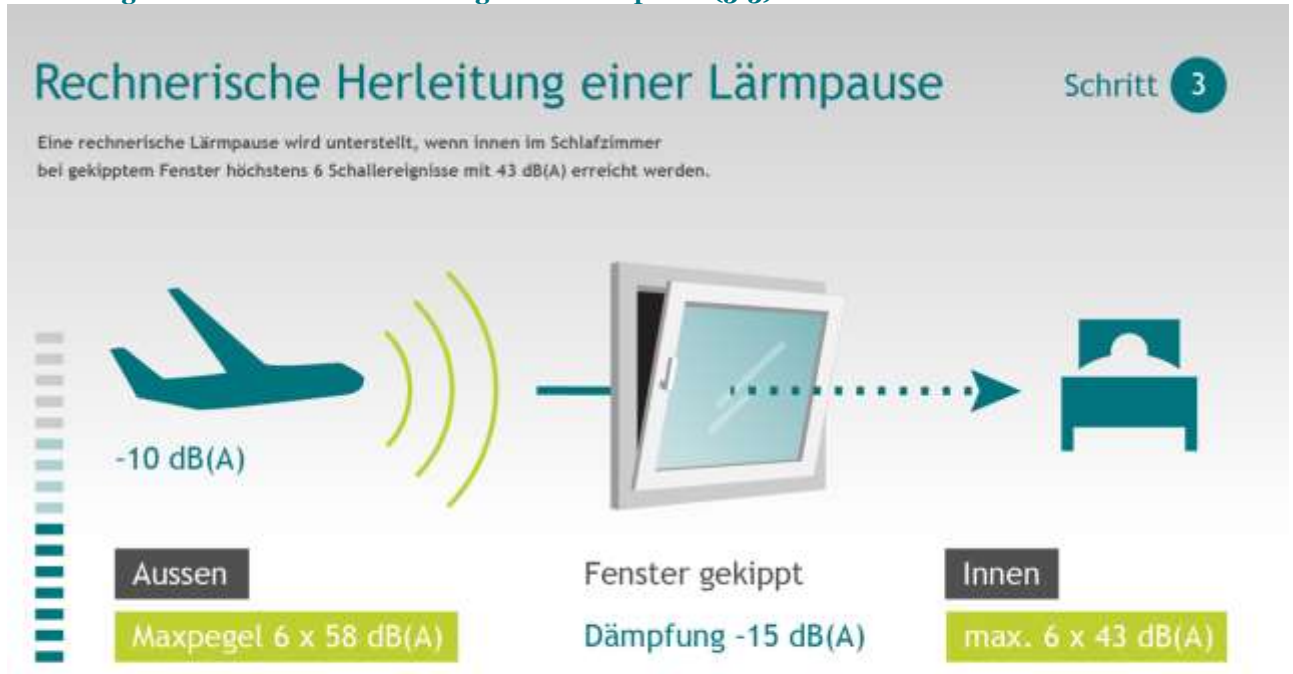 Rechnerische Herleitung einer Lärmpause
Schritt 3
Eine rechnerische Lärmpause wird unterstellt, wenn innen im Schlafzimmer
bei gekipptem Fenster höchstens 6 Schallereignisse mit 43 dB(A) erreicht werden.
-10 dB(A)
Aussen
Fenster gekippt
Innen
Maxpegel 6 x 58 dB(A)
Dämpfung -15 dB(A)
max. 6 x 43 dB(A)